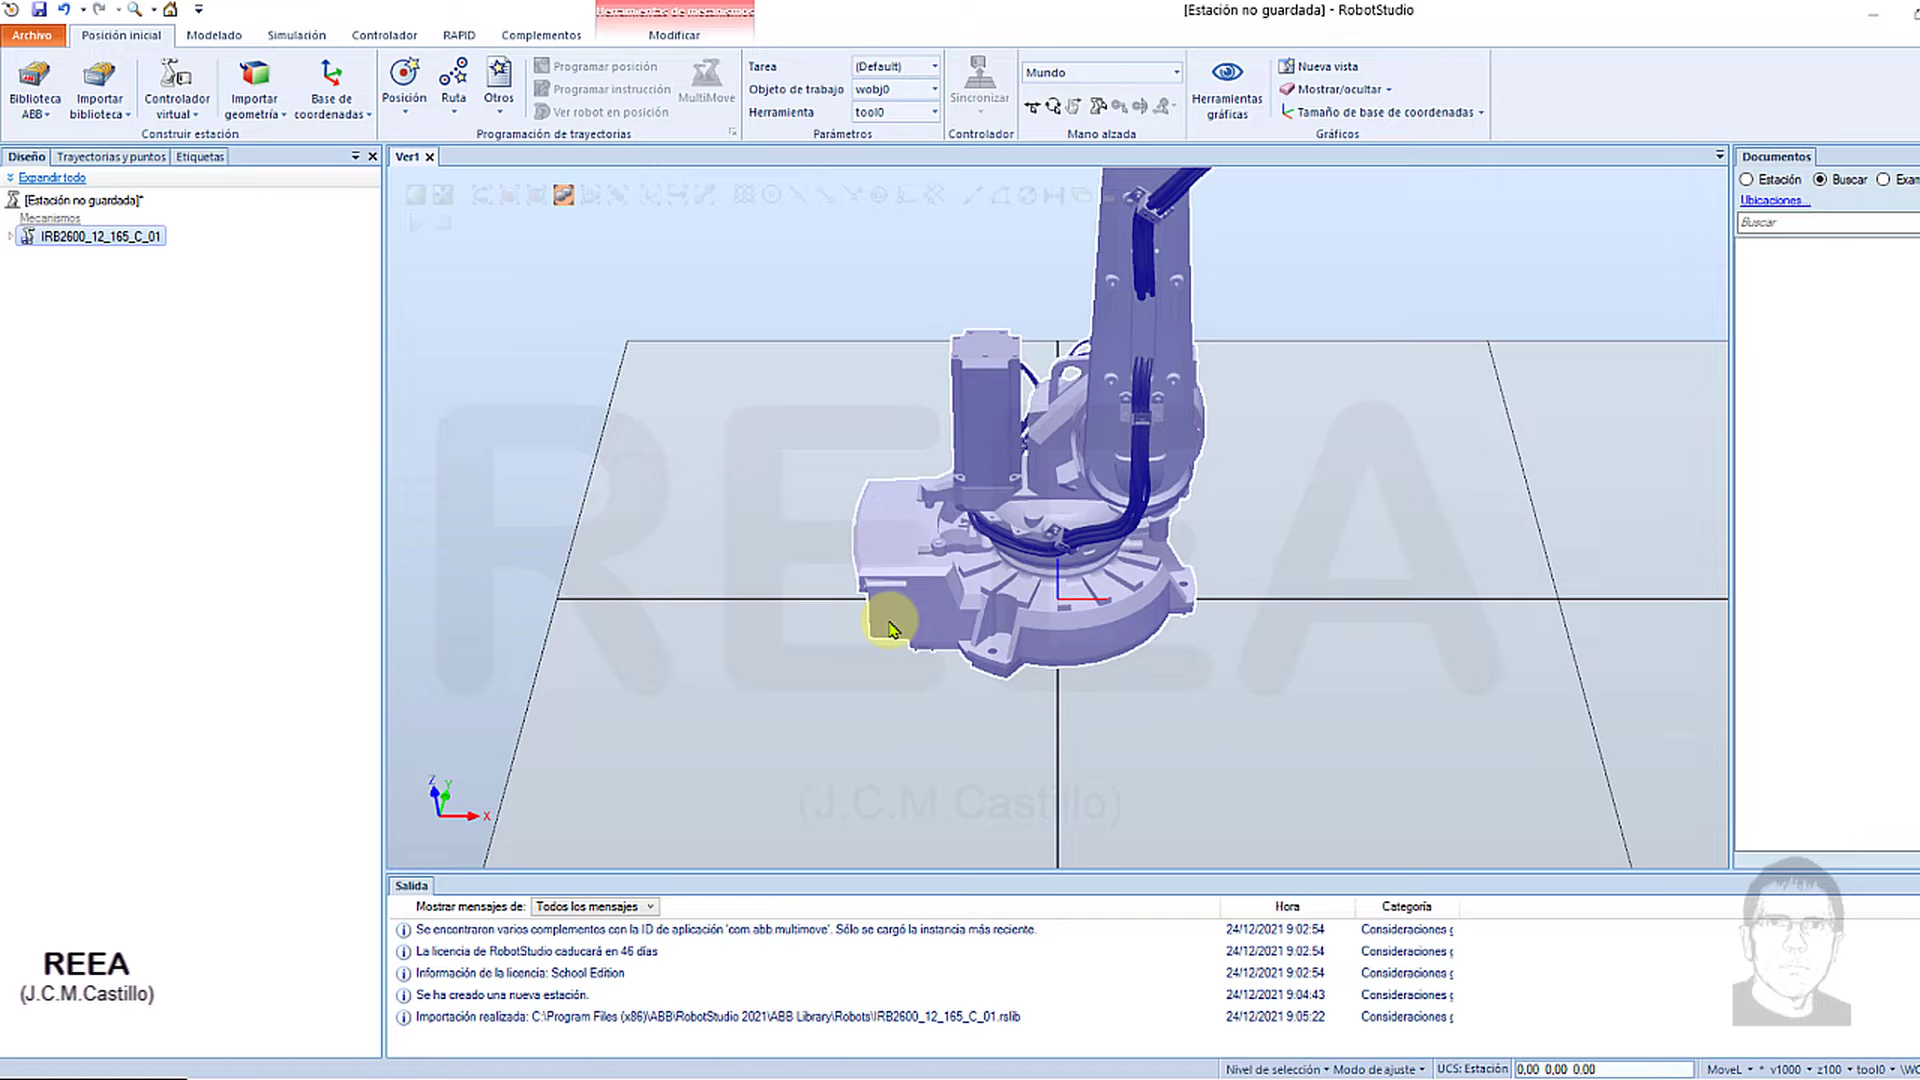 [Estación no guardada] - RobotStudio
Herramientas de mecanismos
Archivo
Posición inicial
Modelado
Simulación
Controlador
RAPID
Complementos
Modificar
Biblioteca ABB
Importar biblioteca
Controlador virtual
Importar geometría
Base de coordenadas
Construir estación
Posición
Ruta
Otros
Programar posición
Programar instrucción
Ver robot en posición
MultiMove
Programación de trayectorias
Tarea (Default)
Objeto de trabajo wobj0
Herramienta tool0
Parámetros
Sincronizar
Controlador
Mundo
Mano alzada
Herramientas gráficas
Nueva vista
Mostrar/ocultar
Tamaño de base de coordenadas
Gráficos
Diseño
Trayectorias y puntos
Etiquetas
Expandir todo
[Estación no guardada]*
Mecanismos
IRB2600_12_165_C_01
Ver1
Documentos
Estación
Buscar
Exam
Ubicaciones...
Buscar
REEA
(J.C.M Castillo)
Z
Y
X
Salida
Mostrar mensajes de: Todos los mensajes
Hora
Categoría
Se encontraron varios complementos con la ID de aplicación 'com abb multimove'. Sólo se cargó la instancia más reciente. 24/12/2021 9:02:54 Consideraciones g
La licencia de RobotStudio caducará en 46 días 24/12/2021 9:02:54 Consideraciones g
Información de la licencia: School Edition 24/12/2021 9:02:54 Consideraciones g
Se ha creado una nueva estación. 24/12/2021 9:04:43 Consideraciones g
Importación realizada: C:\Program Files (x86)\ABB\RobotStudio 2021\ABB Library\Robots\IRB2600_12_165_C_01.rslib 24/12/2021 9:05:22 Consideraciones g
REEA
(J.C.M.Castillo)
Nivel de selección
Modo de ajuste
UCS: Estación
0,00 0,00 0,00
MoveL * v1000 z100 tool0 \WO